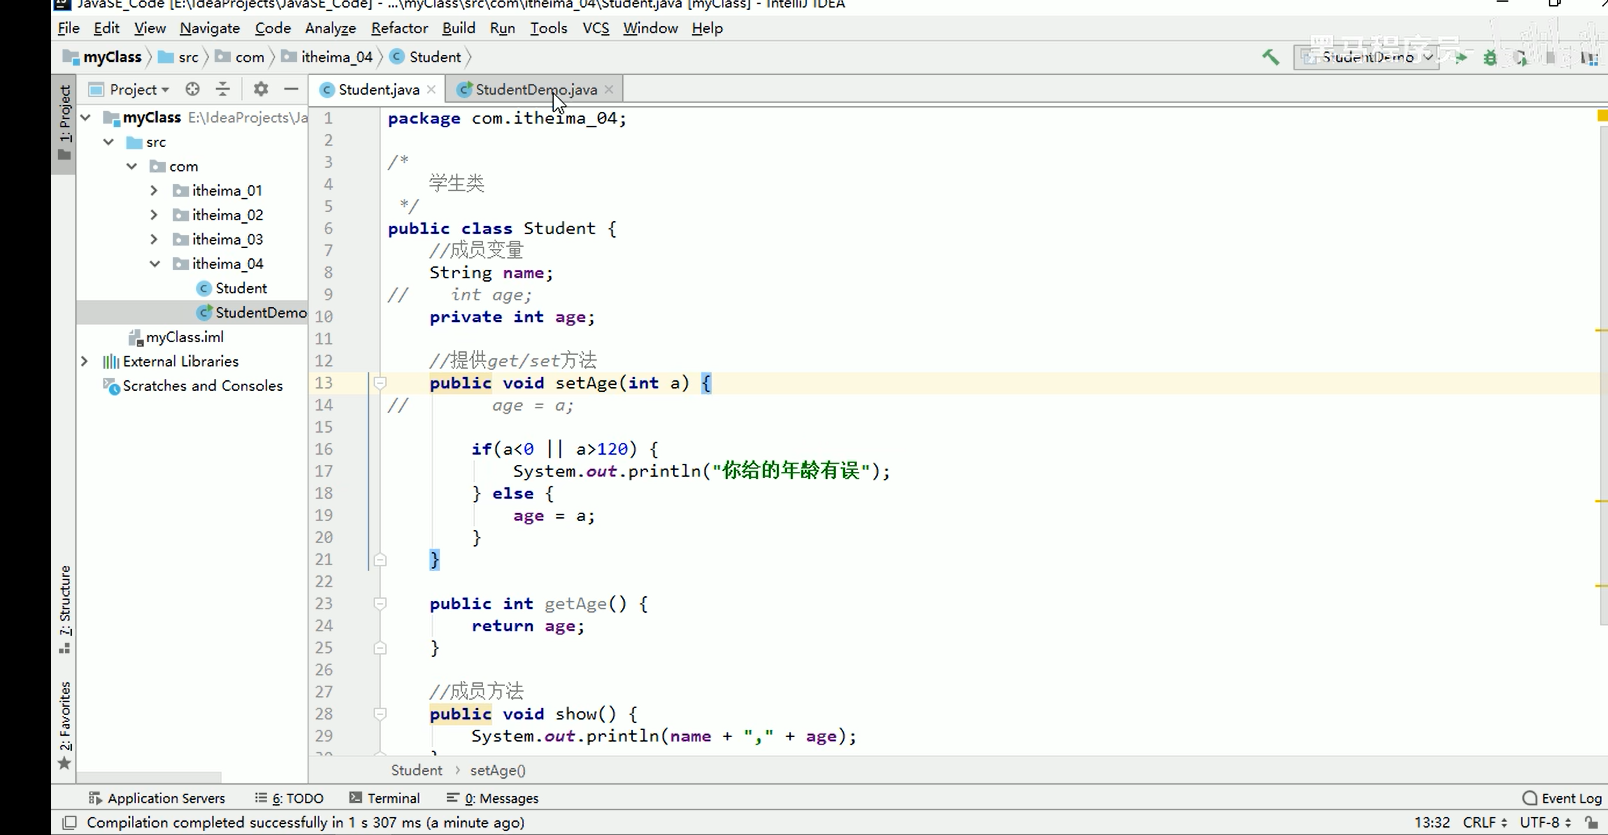 JavaSE_Code [E:\IdeaProjects\JavaSE_Code] - ...\myClass\src\com\itheima_04\Student.java [myClass] - IntelliJ IDEA
File Edit View Navigate Code Analyze Refactor Build Run Tools VCS Window Help
myClass src com itheima_04 Student
StudentDemo
黑马程序员-
1: Project
Project
Student.java
StudentDemo.java
myClass E:\IdeaProjects\Ja
src
com
itheima_01
itheima_02
itheima_03
itheima_04
Student
StudentDemo
myClass.iml
External Libraries
Scratches and Consoles
7: Structure
2: Favorites
1 package com.itheima_04;
2
3 /*
4 学生类
5 */
6 public class Student {
7 //成员变量
8 String name;
9 // int age;
10 private int age;
11
12 //提供get/set方法
13 public void setAge(int a) {
14 // age = a;
15
16 if(a<0 || a>120) {
17 System.out.println("你给的年龄有误");
18 } else {
19 age = a;
20 }
21 }
22
23 public int getAge() {
24 return age;
25 }
26
27 //成员方法
28 public void show() {
29 System.out.println(name + "," + age);
Student › setAge()
Application Servers 6: TODO Terminal 0: Messages Event Log
Compilation completed successfully in 1 s 307 ms (a minute ago) 13:32 CRLF UTF-8